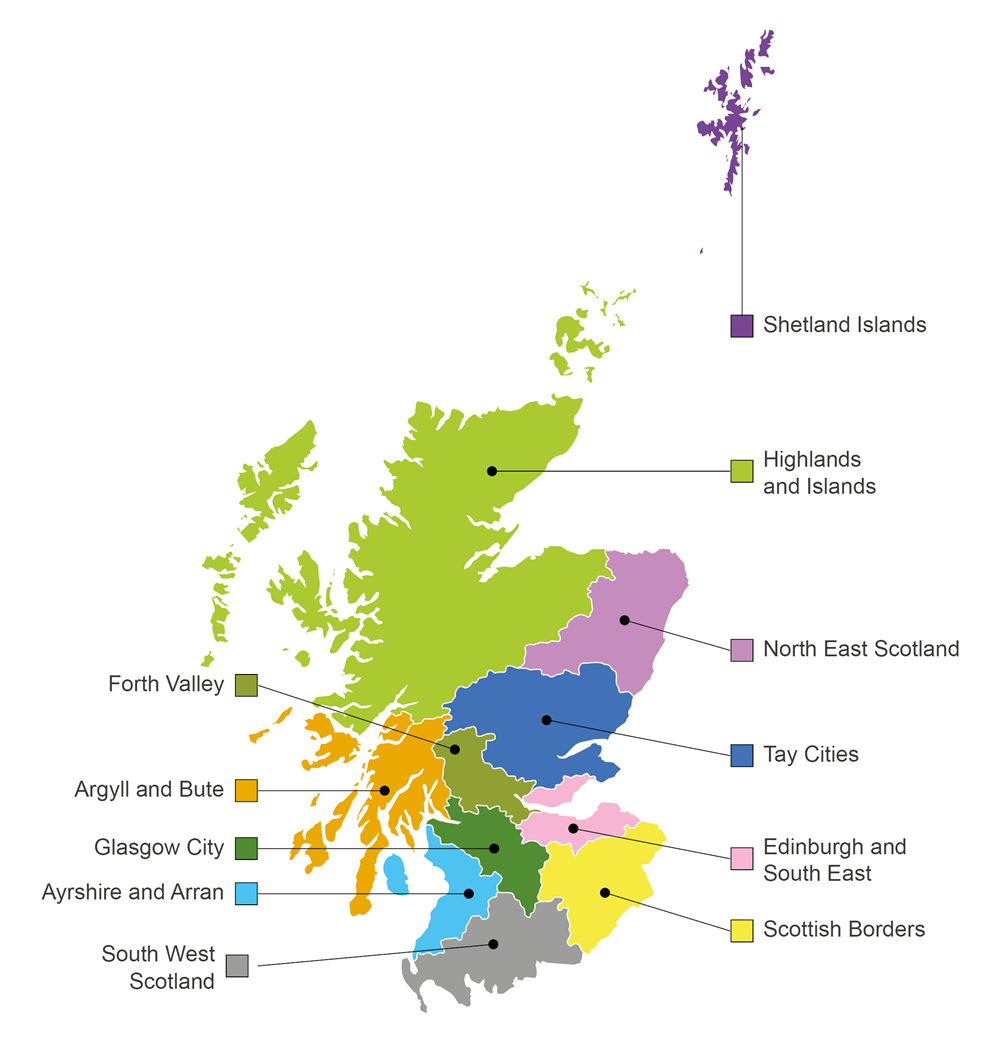 Shetland Islands
Highlands
and Islands
North East Scotland
Forth Valley
Tay Cities
Argyll and Bute
Glasgow City
Edinburgh and
South East
Ayrshire and Arran
Scottish Borders
South West
Scotland